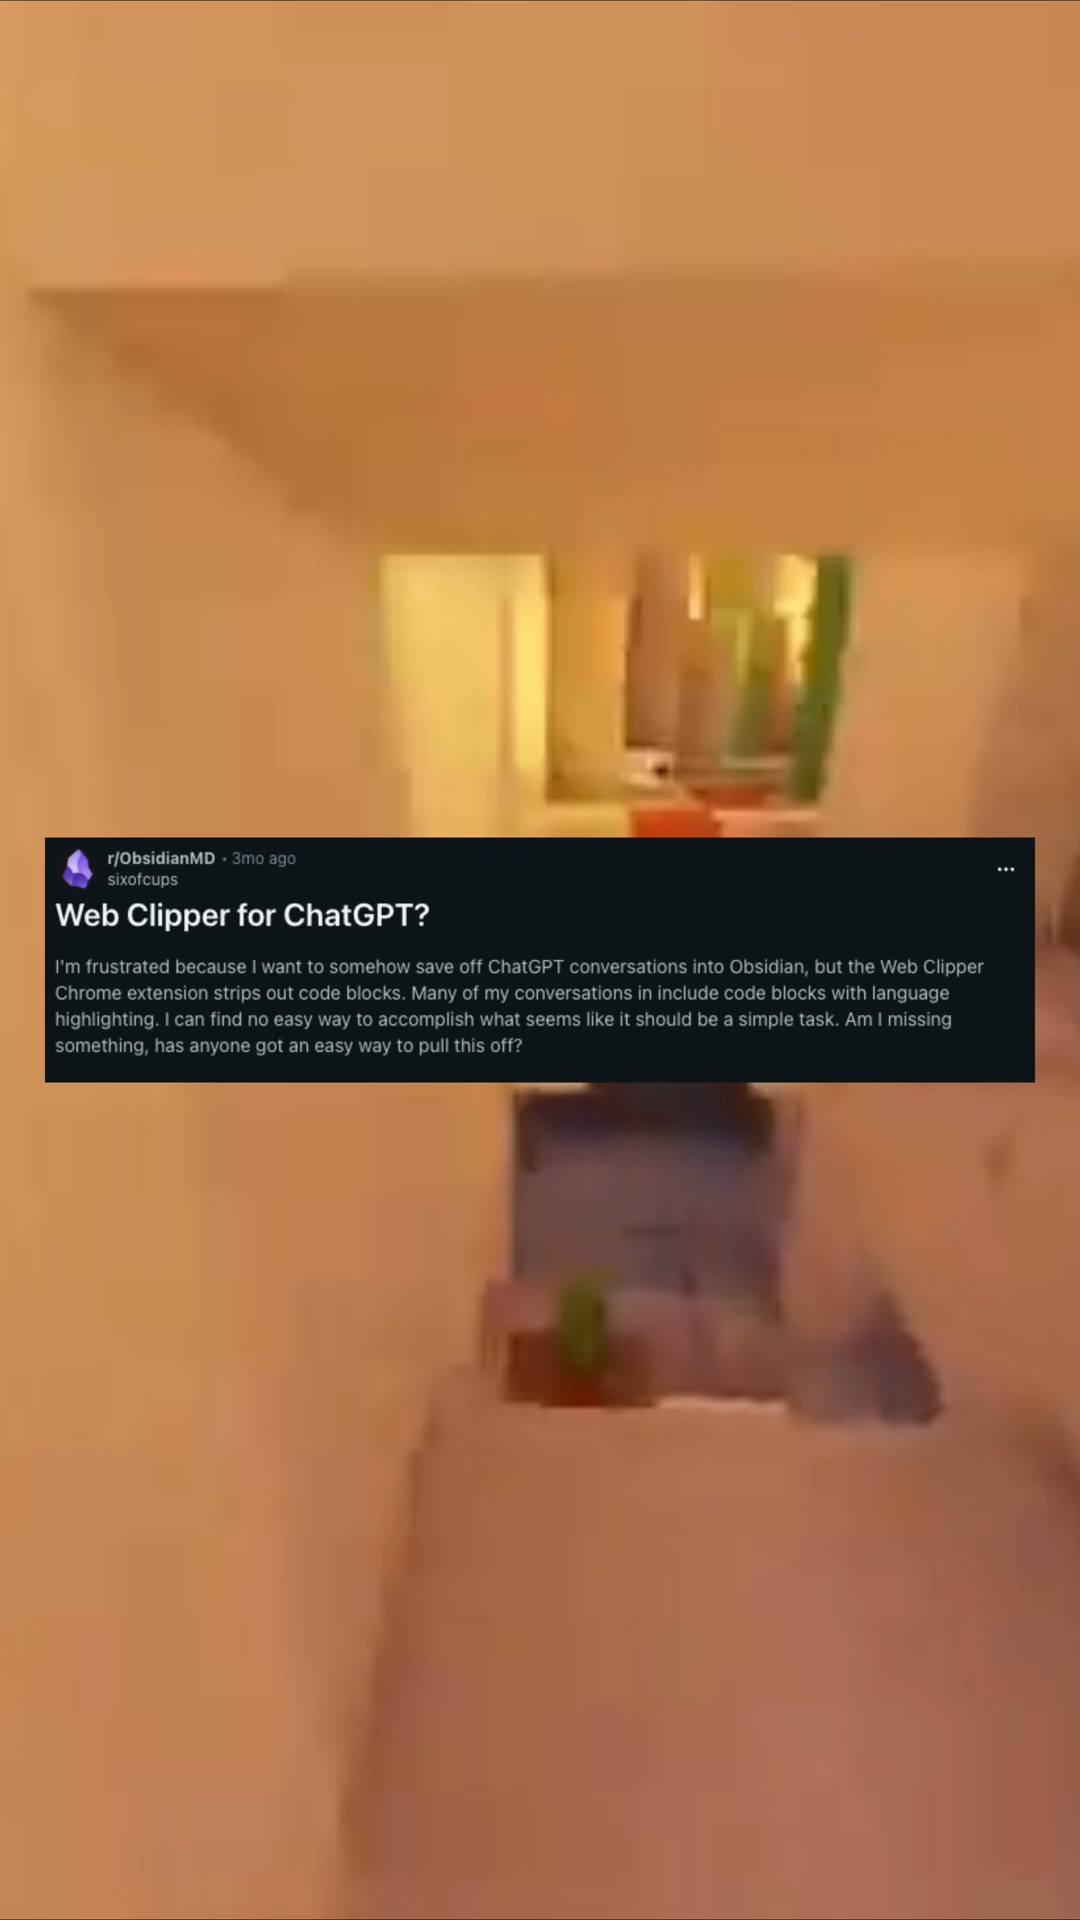 r/ObsidianMD • 3mo ago
sixofcups
Web Clipper for ChatGPT?
I'm frustrated because I want to somehow save off ChatGPT conversations into Obsidian, but the Web Clipper
Chrome extension strips out code blocks. Many of my conversations in include code blocks with language
highlighting. I can find no easy way to accomplish what seems like it should be a simple task. Am I missing
something, has anyone got an easy way to pull this off?